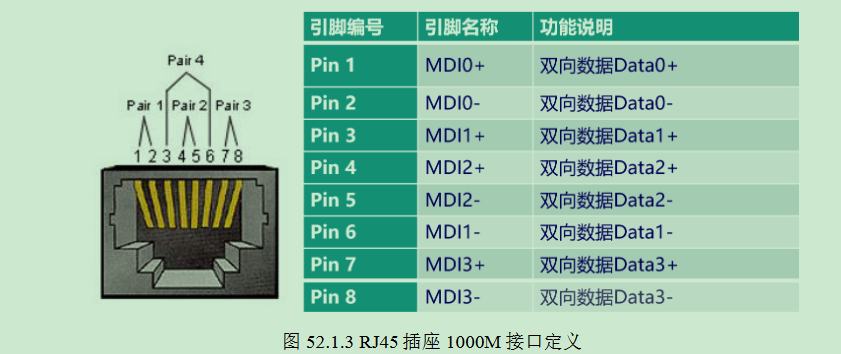 Pair 4
Pair 1 Pair 2 Pair 3
1 2 3 4 5 6 7 8
引脚编号 引脚名称 功能说明
Pin 1 MDI0+ 双向数据Data0+
Pin 2 MDI0- 双向数据Data0-
Pin 3 MDI1+ 双向数据Data1+
Pin 4 MDI2+ 双向数据Data2+
Pin 5 MDI2- 双向数据Data2-
Pin 6 MDI1- 双向数据Data1-
Pin 7 MDI3+ 双向数据Data3+
Pin 8 MDI3- 双向数据Data3-
图 52.1.3 RJ45 插座 1000M 接口定义